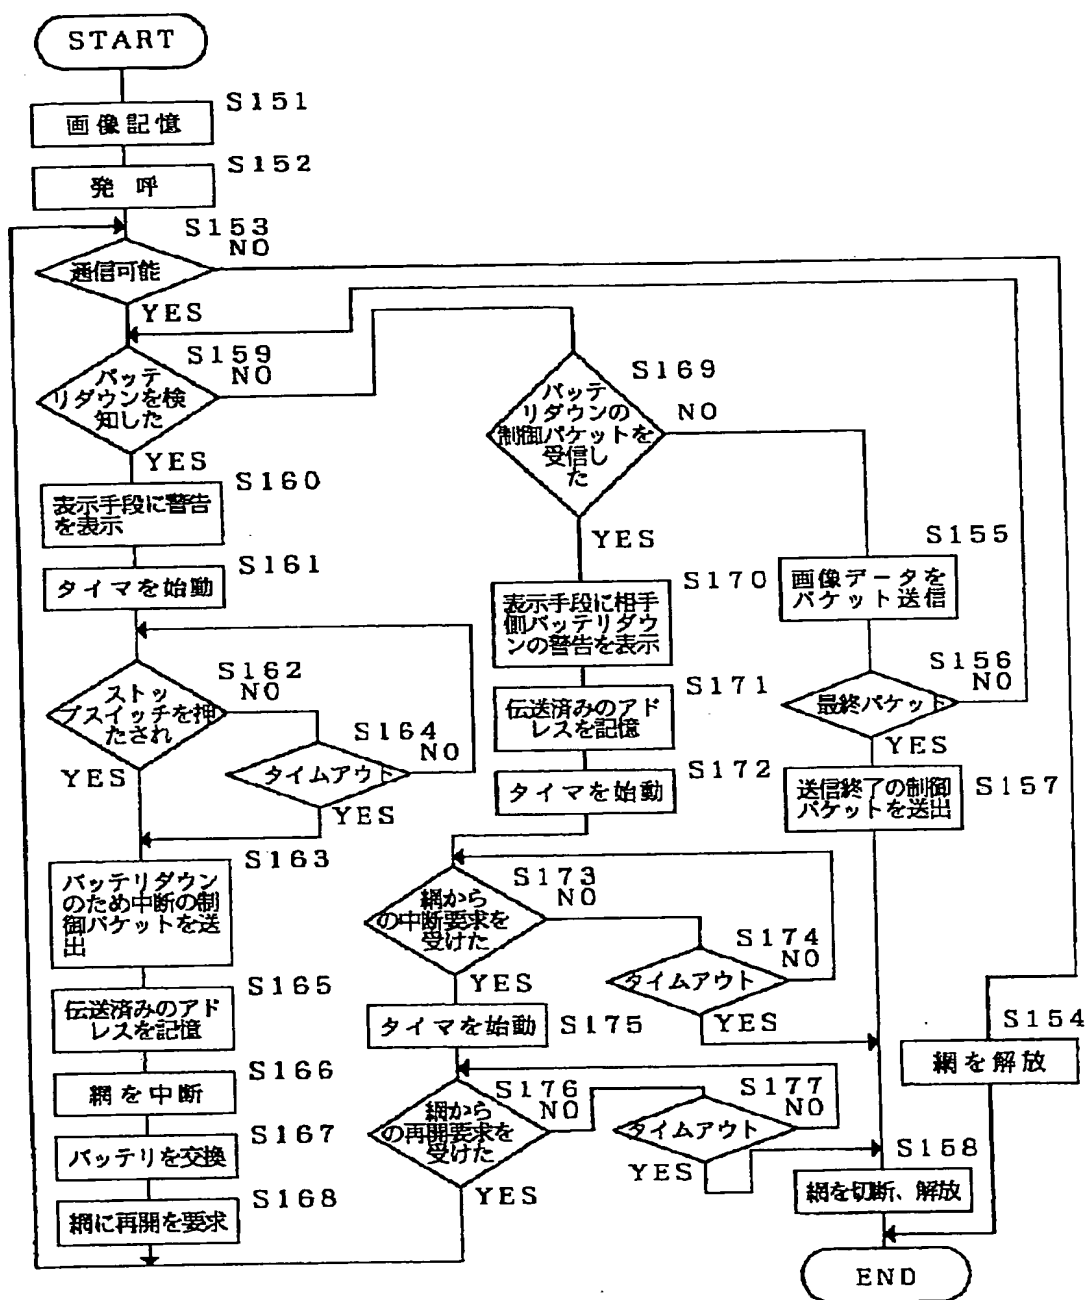 START
S151
画像記憶
S152
発 呼
S153
NO
通信可能
YES
S159
NO
バッテ
リダウンを検
知した
YES
S160
表示手段に警告
を表示
S161
タイマを始動
S162
NO
ストッ
プスイッチを押
たされ
YES
S164
NO
タイムアウト
YES
S163
バッテリダウン
のため中断の制
御パケットを送
出
S165
伝送済みのアド
レスを記憶
S166
網を中断
S167
バッテリを交換
S168
網に再開を要求
S169
NO
バッテ
リダウンの
制御パケットを
受信し
た
YES
S170
表示手段に相手
側バッテリダウ
ンの警告を表示
S171
伝送済みのアド
レスを記憶
S172
タイマを始動
S173
NO
網から
の中断要求を
受けた
YES
S174
NO
タイムアウト
YES
S175
タイマを始動
S176
NO
網から
の再開要求を
受けた
YES
S177
NO
タイムアウト
YES
S155
画像データを
パケット送信
S156
NO
最終パケット
YES
S157
送信終了の制御
パケットを送出
S154
網を解放
S158
網を切断、解放
END